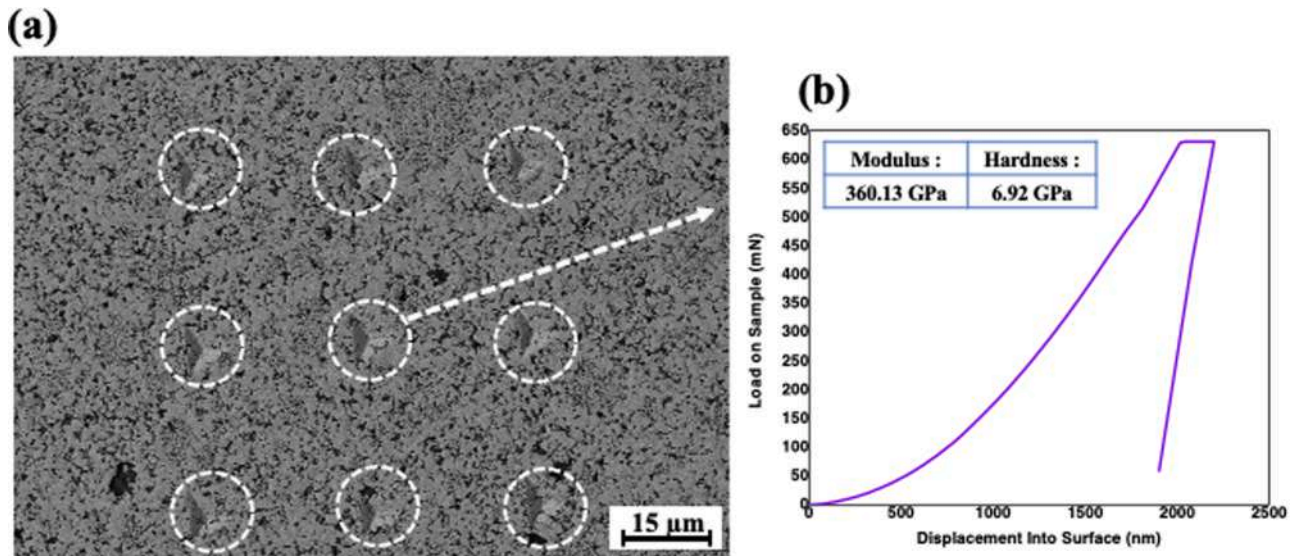 (a)
15 µm
(b)
Modulus : Hardness :
360.13 GPa 6.92 GPa
650
600
550
500
450
400
350
300
250
200
150
100
50
0
Load on Sample (mN)
0 500 1000 1500 2000 2500
Displacement Into Surface (nm)